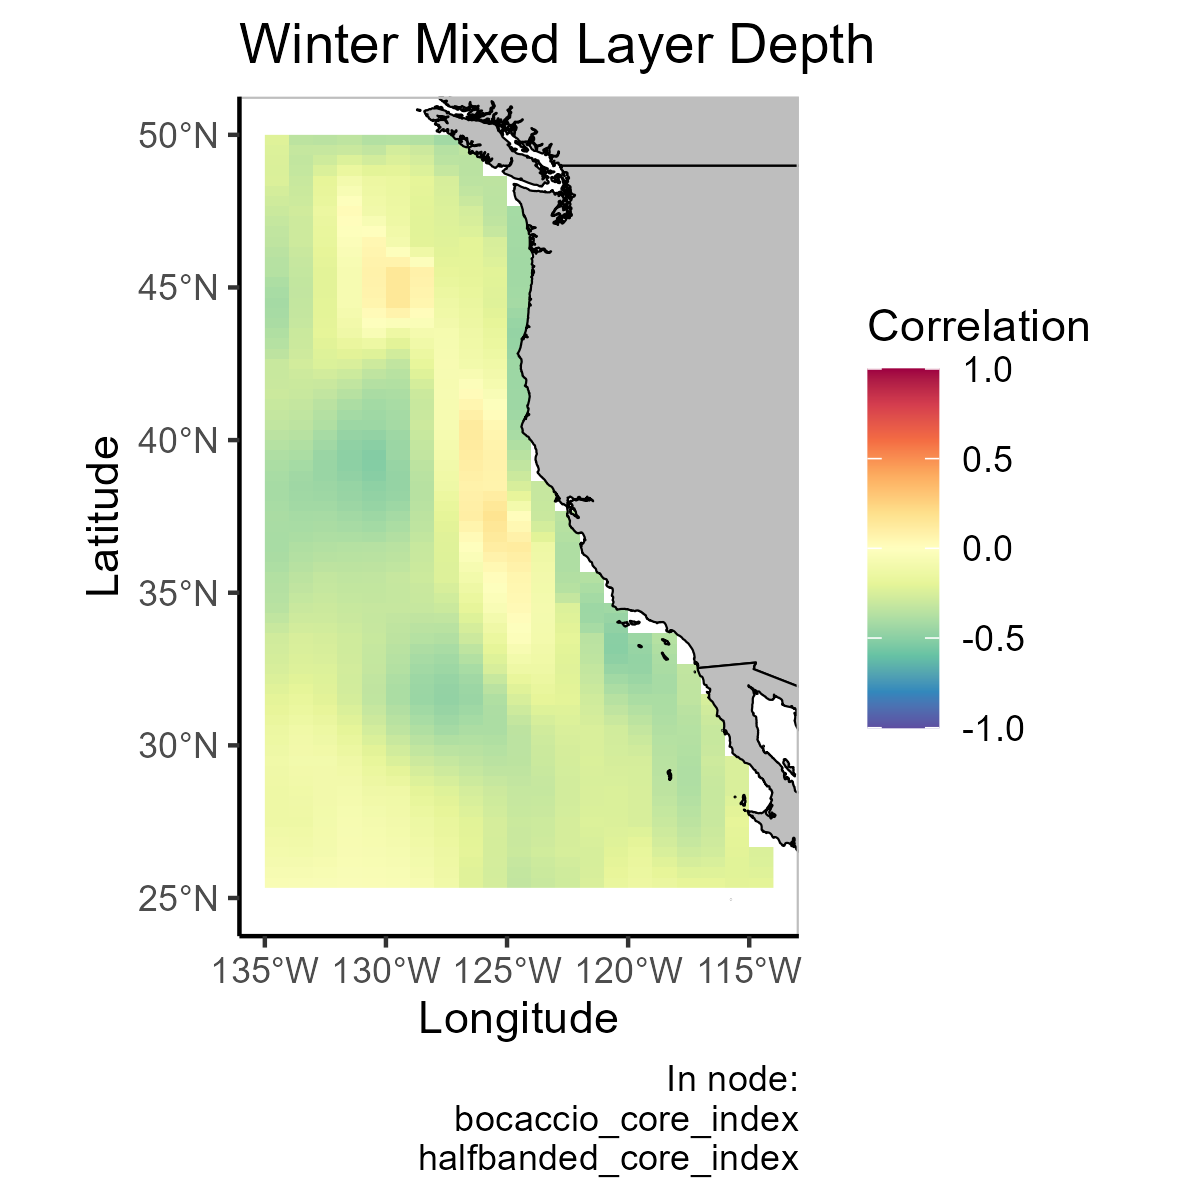 Winter Mixed Layer Depth
50°N
45°N
40°N
35°N
30°N
25°N
Latitude
135°W 130°W 125°W 120°W 115°W
Longitude
Correlation
1.0
0.5
0.0
-0.5
-1.0
In node:
bocaccio_core_index
halfbanded_core_index